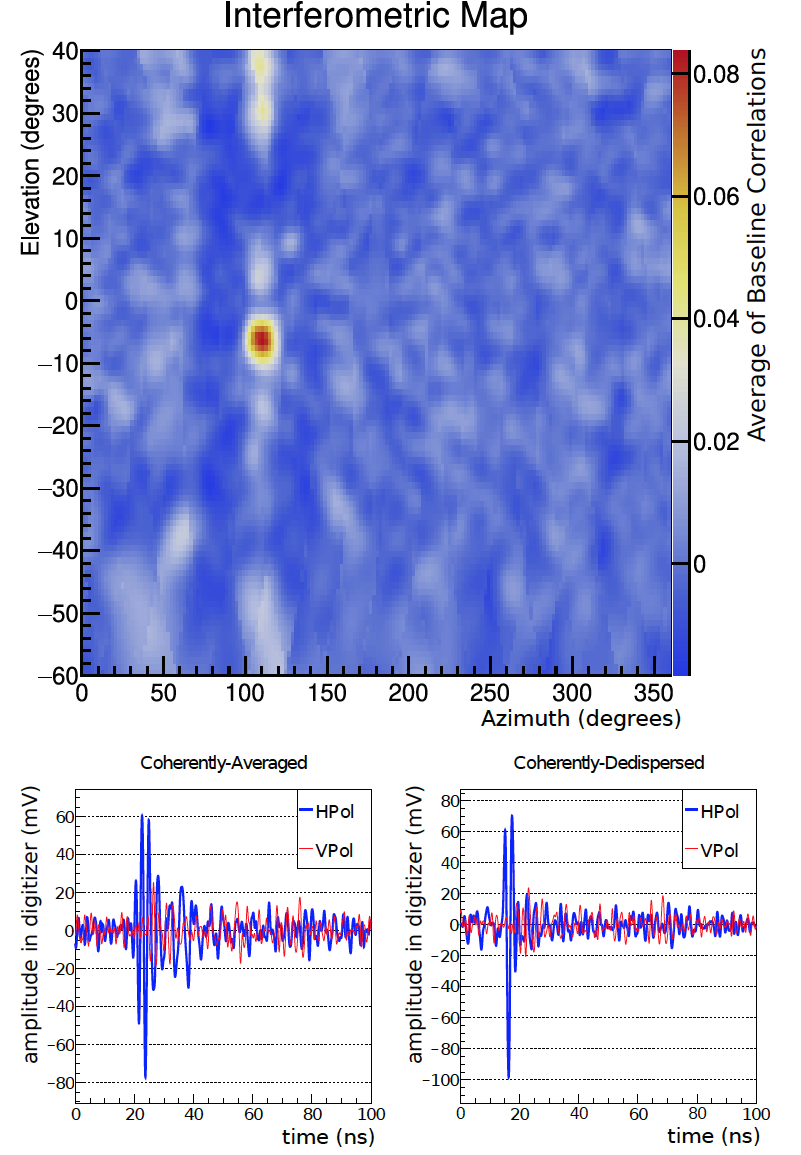 Interferometric Map
Elevation (degrees)
40
30
20
10
0
−10
−20
−30
−40
−50
−60
0 50 100 150 200 250 300 350
Azimuth (degrees)
0.08
0.06
0.04
0.02
0
Average of Baseline Correlations
Coherently-Averaged
amplitude in digitizer (mV)
60
40
20
0
−20
−40
−60
−80
HPol
VPol
0 20 40 60 80 100
time (ns)
Coherently-Dedispersed
amplitude in digitizer (mV)
80
60
40
20
0
−20
−40
−60
−80
−100
HPol
VPol
0 20 40 60 80 100
time (ns)